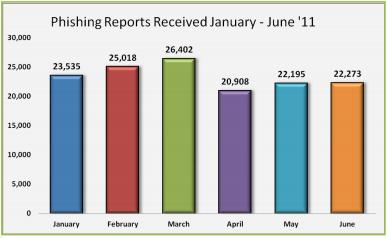 Phishing Reports Received January - June '11
30,000
25,000
20,000
15,000
10,000
5,000
0
23,535
25,018
26,402
20,908
22,195
22,273
January
February
March
April
May
June